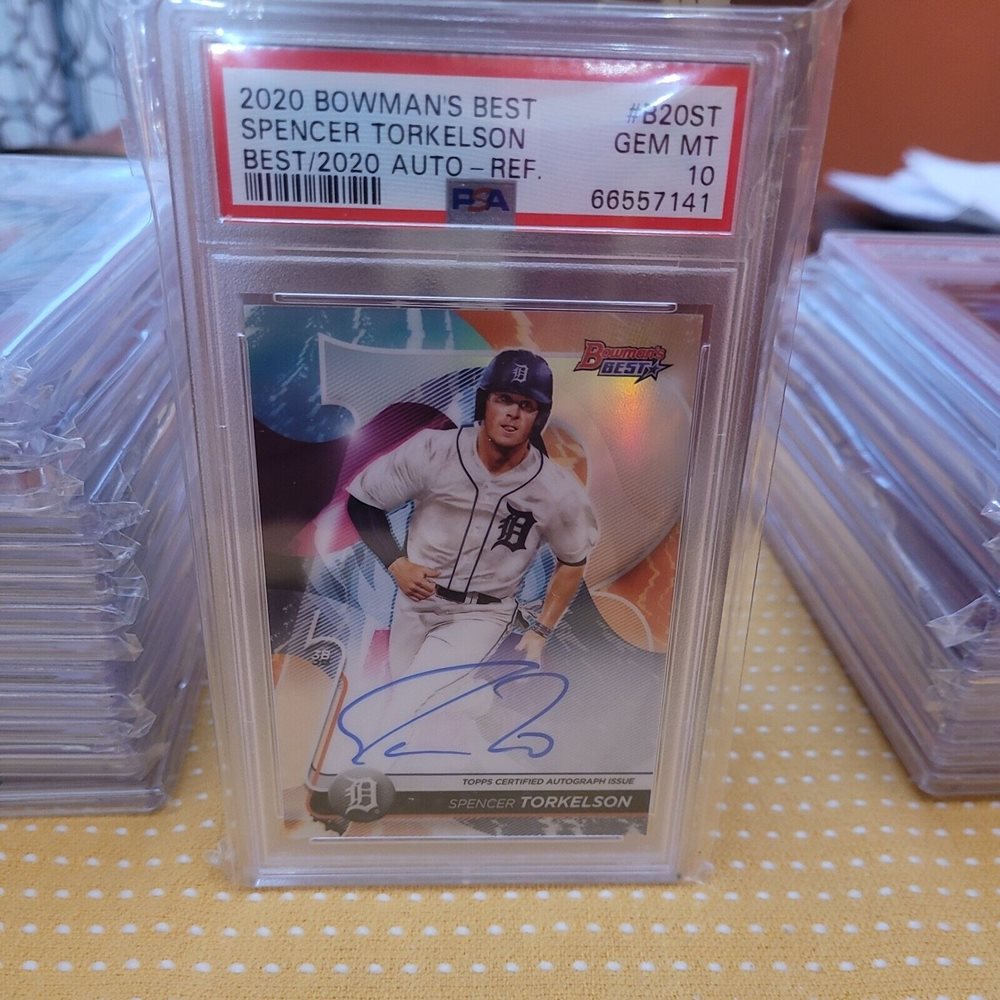 2020 BOWMAN'S BEST #B20ST
SPENCER TORKELSON GEM MT
BEST/2020 AUTO - REF. 10
PSA 66557141
Bowman's
BEST
D
D
3B
TOPPS CERTIFIED AUTOGRAPH ISSUE
D
SPENCER TORKELSON